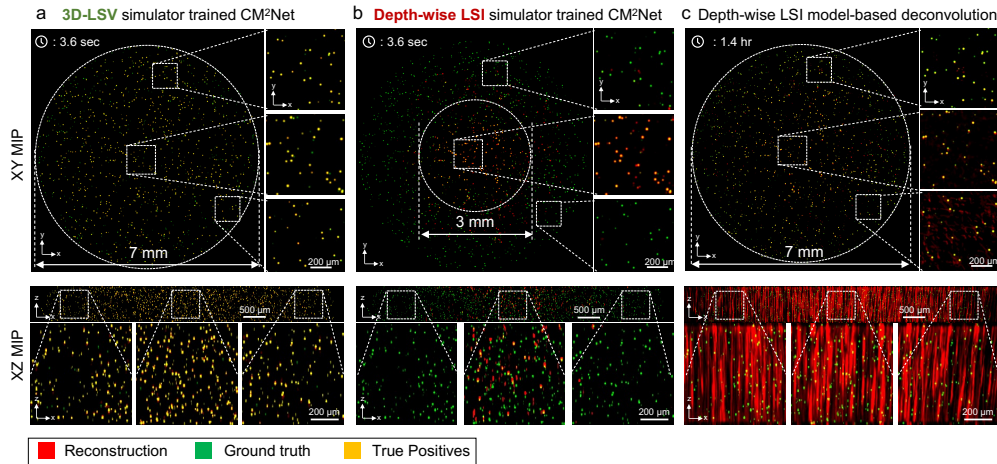 a 3D-LSV simulator trained CM²Net
b Depth-wise LSI simulator trained CM²Net
c Depth-wise LSI model-based deconvolution
XY MIP
: 3.6 sec
7 mm
y
x
y
x
200 μm
: 3.6 sec
3 mm
y
x
y
x
200 μm
: 1.4 hr
7 mm
y
x
y
x
200 μm
XZ MIP
z
x
500 μm
z
x
200 μm
z
x
500 μm
z
x
200 μm
z
x
500 μm
z
x
200 μm
Reconstruction
Ground truth
True Positives